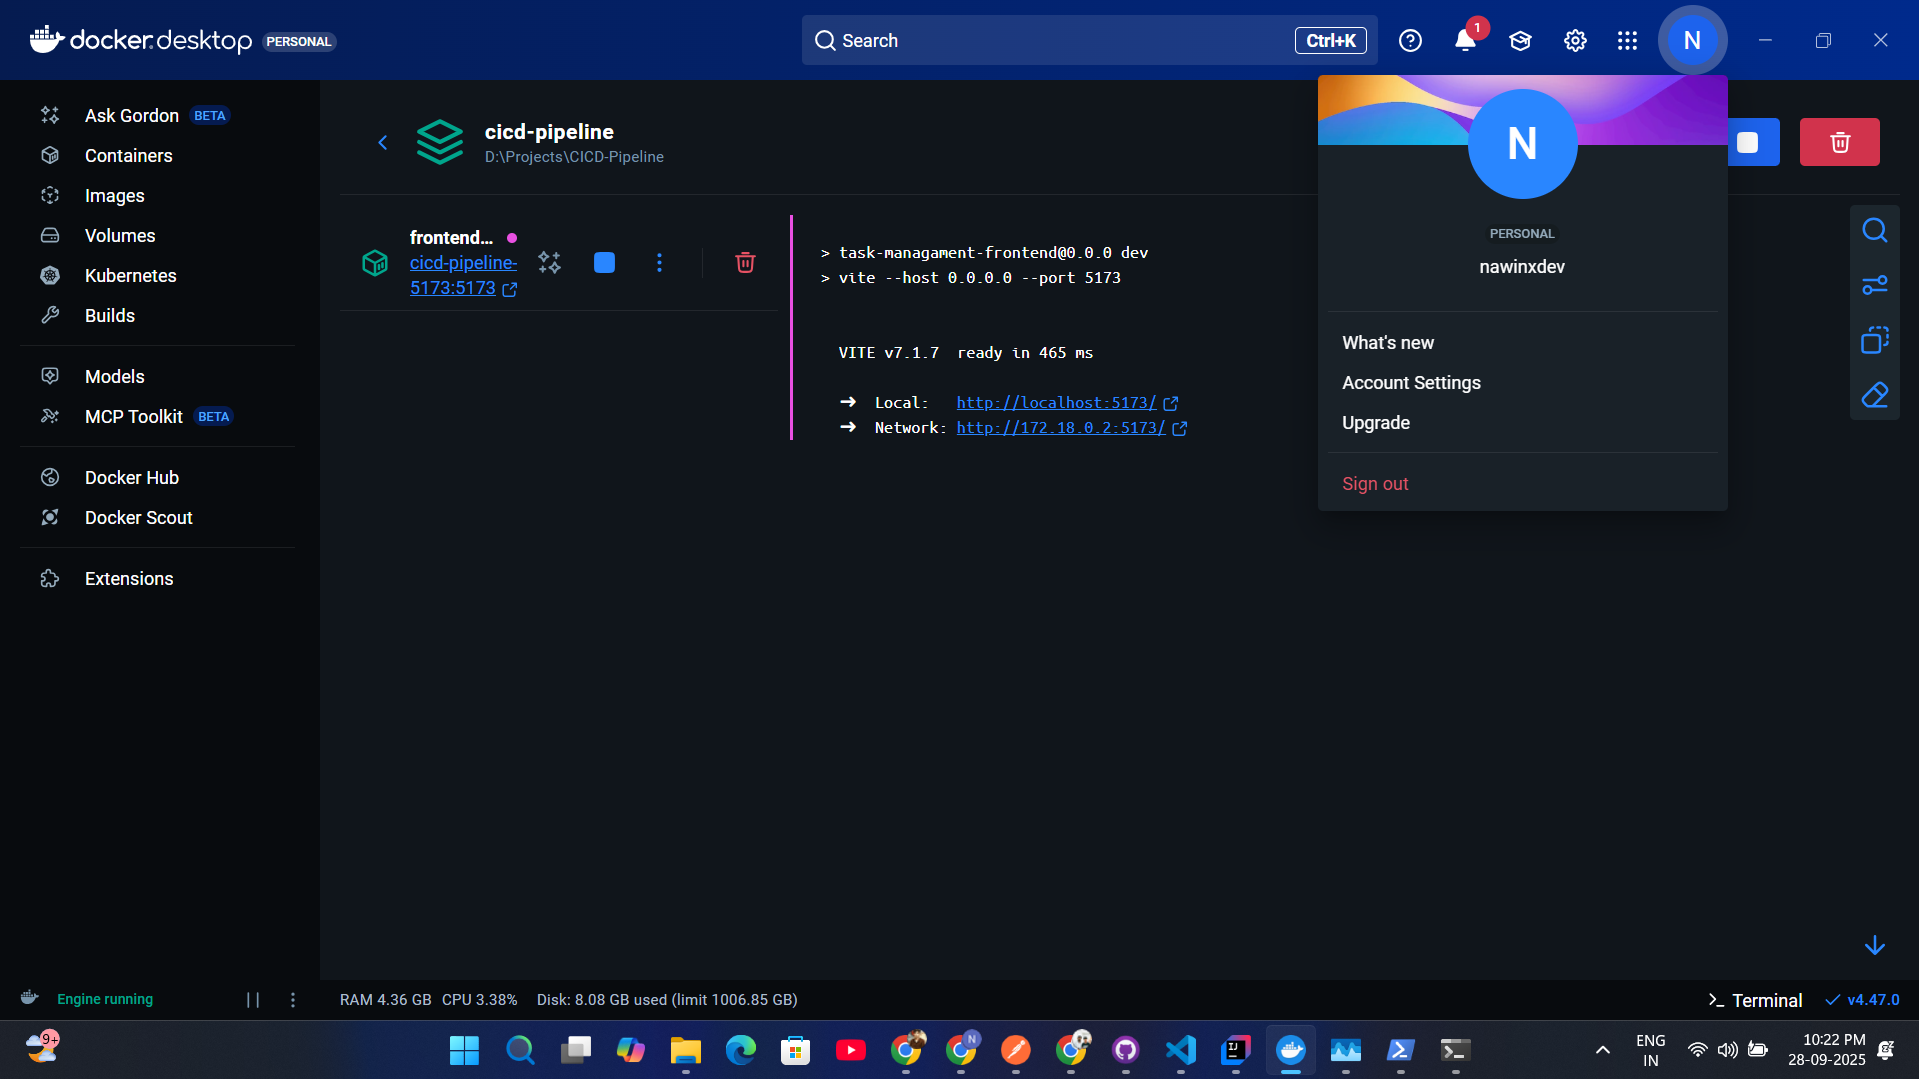 docker.desktop PERSONAL
Search
Ctrl+K
1
N
Ask Gordon BETA
Containers
Images
Volumes
Kubernetes
Builds
Models
MCP Toolkit BETA
Docker Hub
Docker Scout
Extensions
cicd-pipeline
D:\Projects\CICD-Pipeline
frontend...
cicd-pipeline-
5173:5173
> task-managament-frontend@0.0.0 dev
> vite --host 0.0.0.0 --port 5173
VITE v7.1.7 ready in 465 ms
➜ Local: http://localhost:5173/
➜ Network: http://172.18.0.2:5173/
N
PERSONAL
nawinxdev
What's new
Account Settings
Upgrade
Sign out
Engine running
RAM 4.36 GB CPU 3.38% Disk: 8.08 GB used (limit 1006.85 GB)
Terminal
v4.47.0
9+
N
IJ
ENG
IN
10:22 PM
28-09-2025